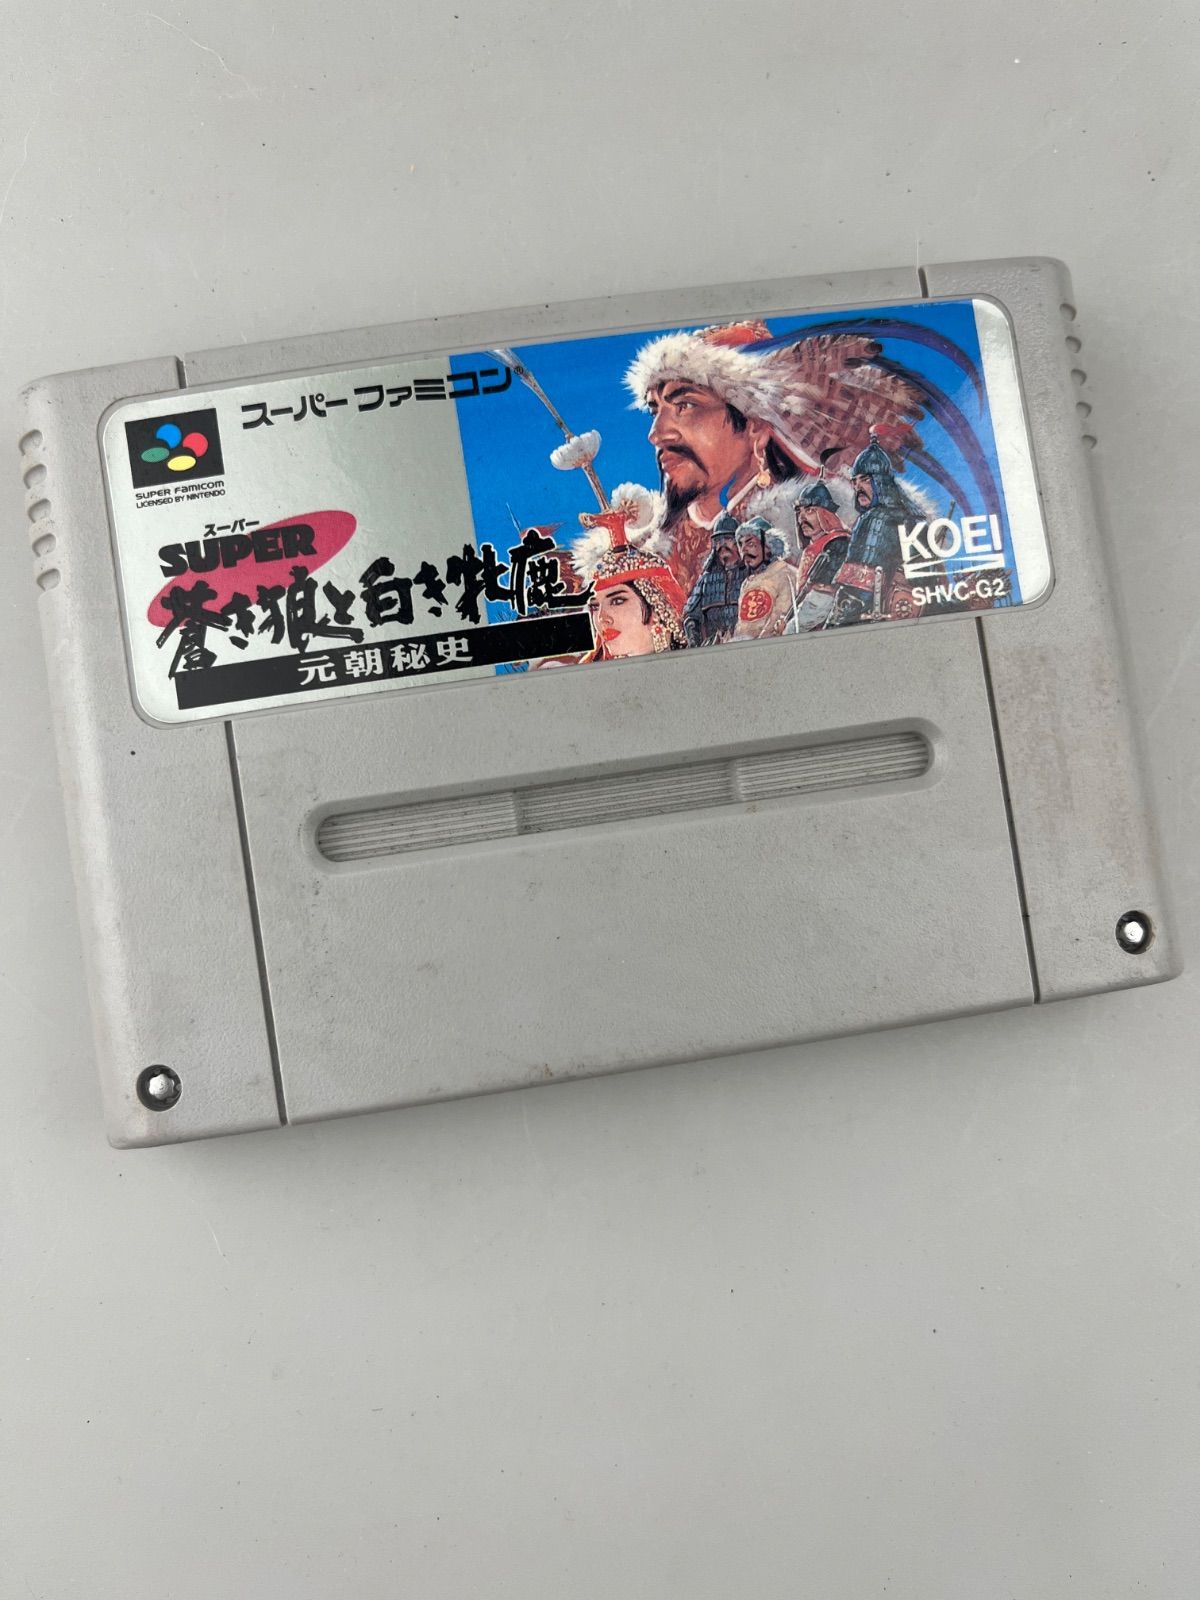 スーパーファミコン®
SUPER FAMICOM
LICENSED BY NINTENDO
スーパー
SUPER
蒼き狼と白き牝鹿
元朝秘史
KOEI
SHVC-G2